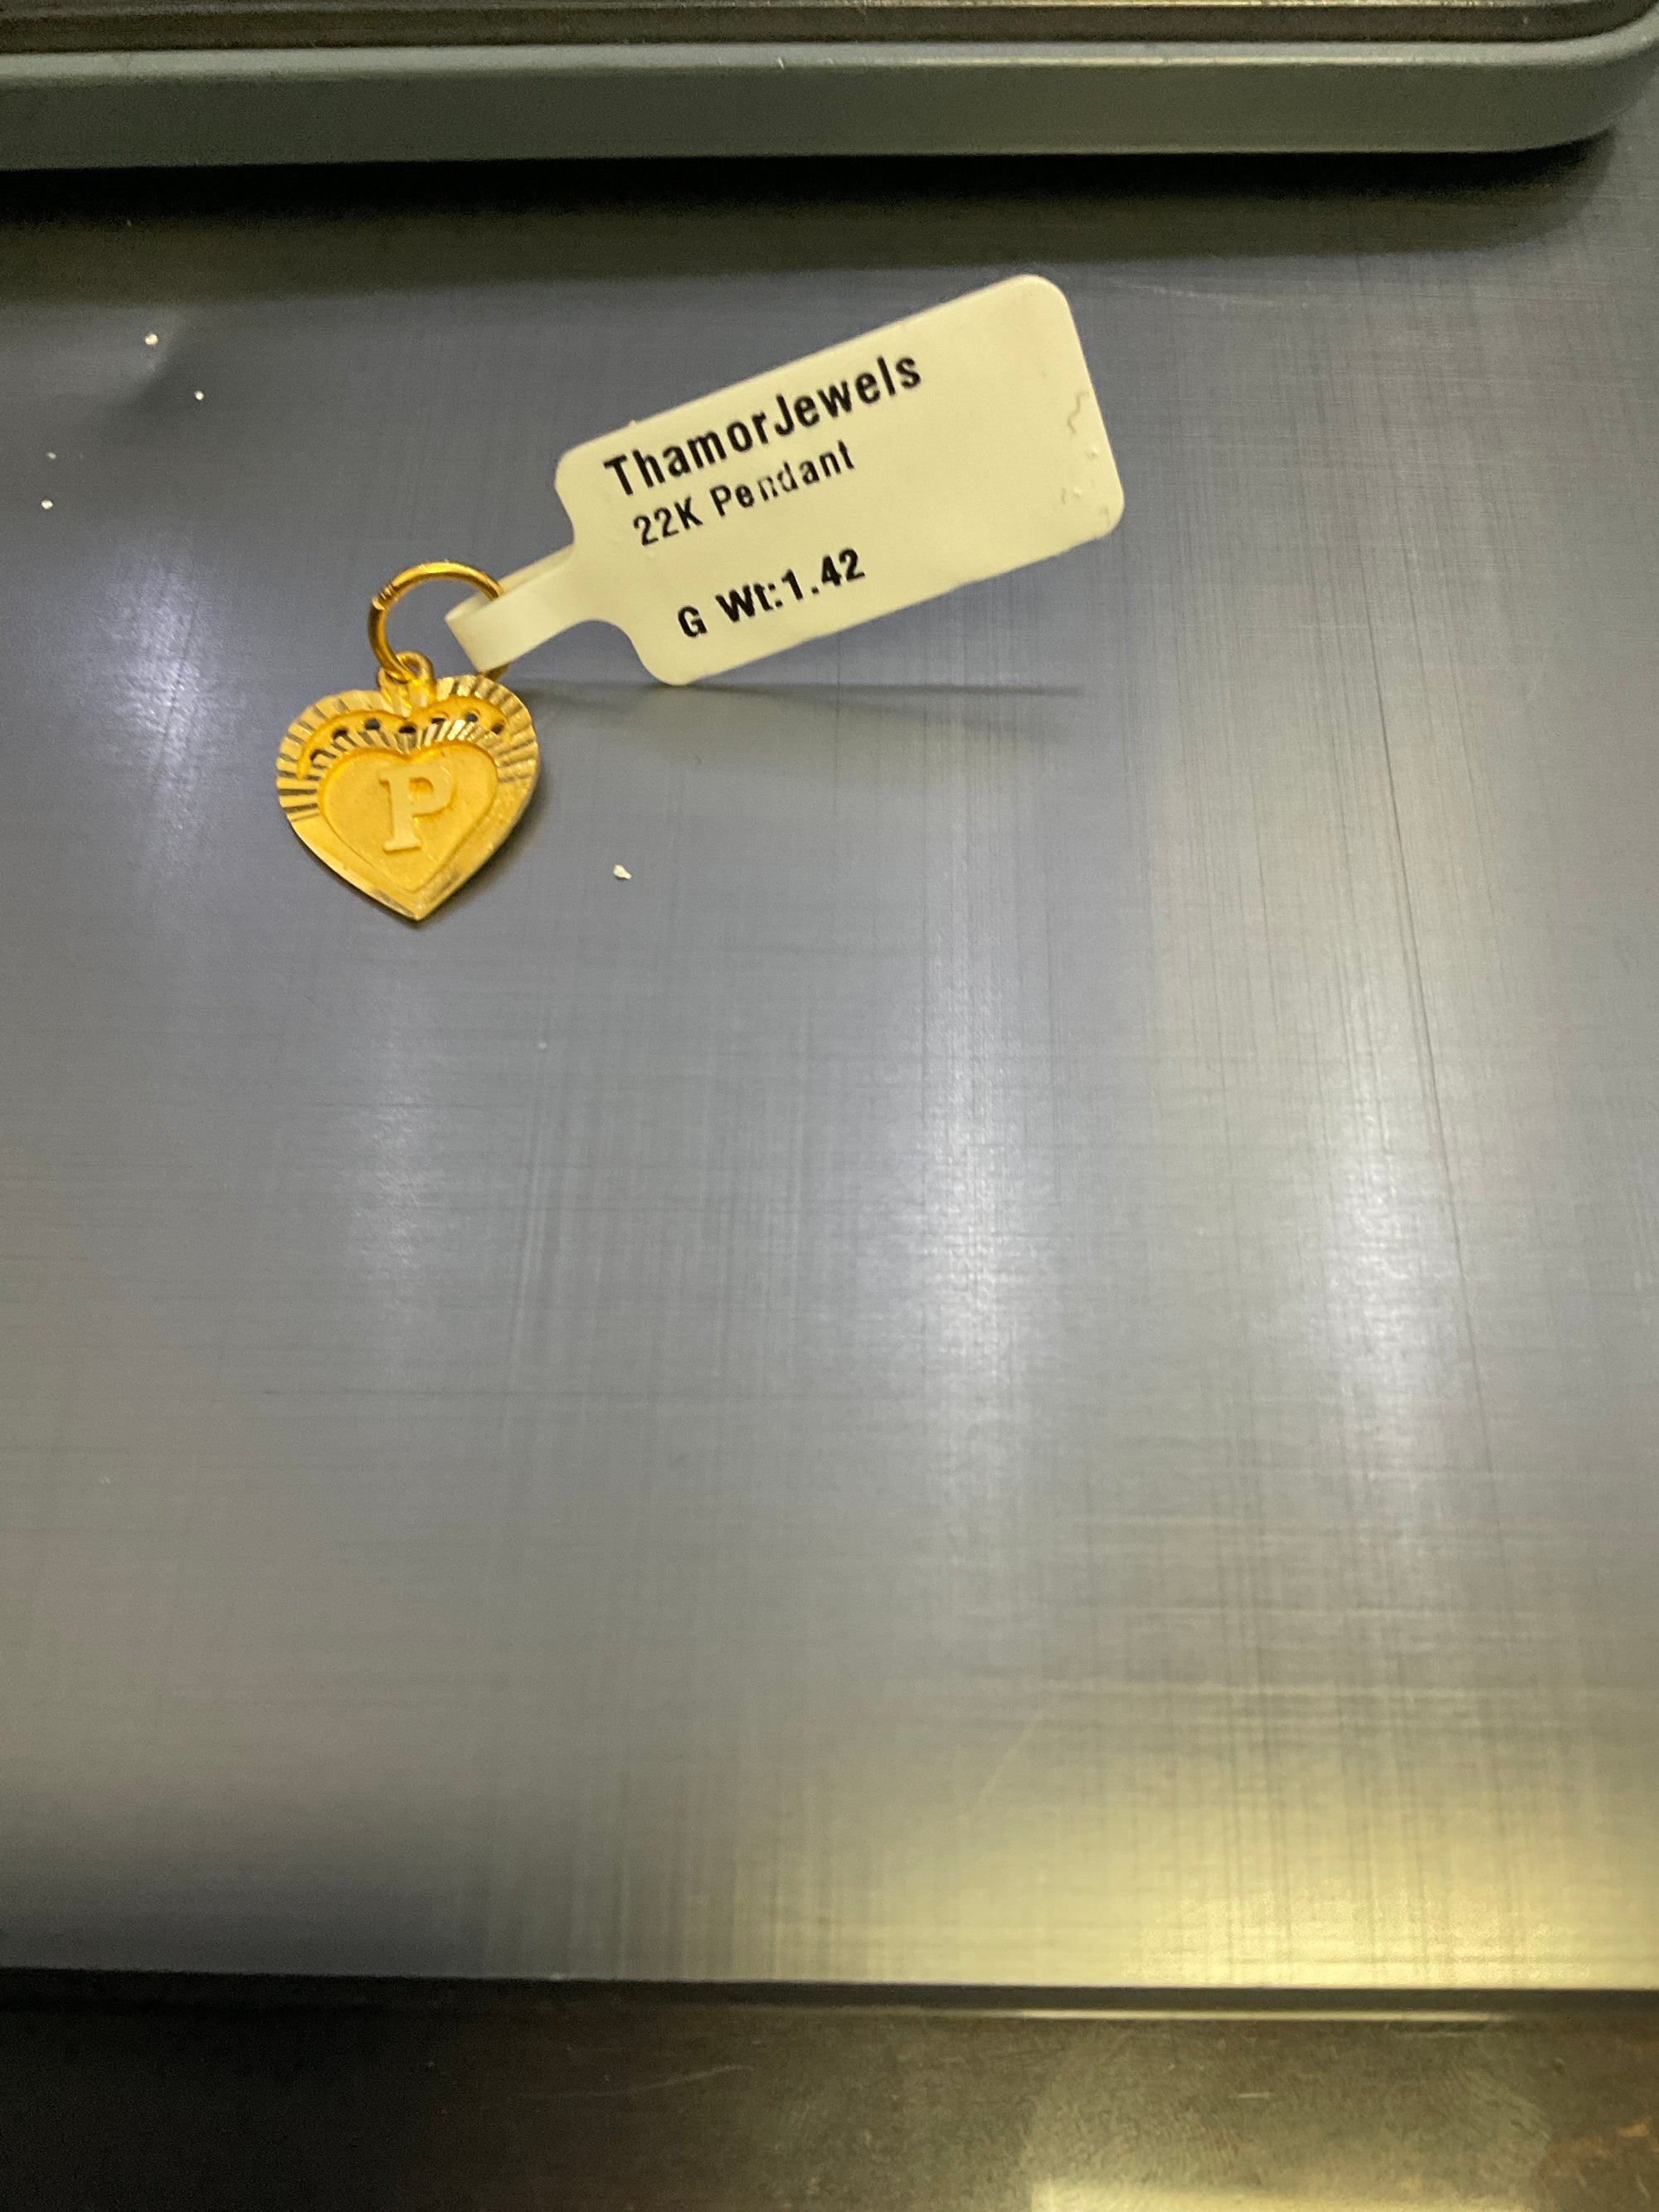 ThamorJewels
22K Pendant
G Wt:1.42
P